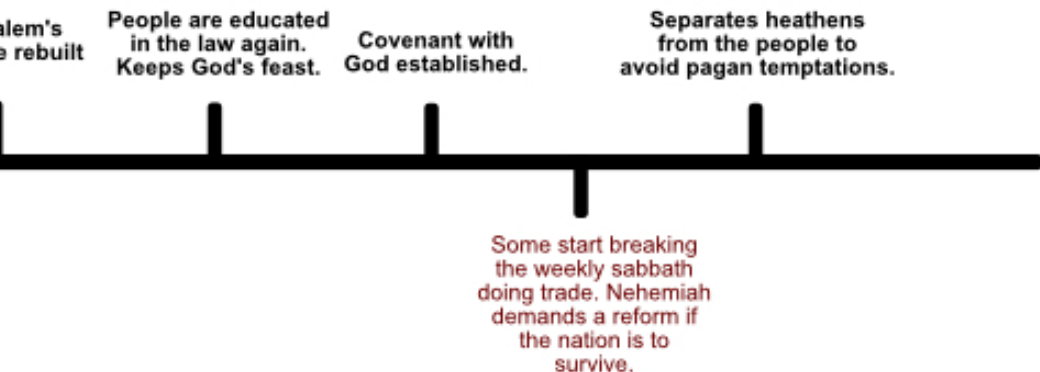 alem's
e rebuilt
People are educated
in the law again.
Keeps God's feast.
Covenant with
God established.
Separates heathens
from the people to
avoid pagan temptations.
Some start breaking
the weekly sabbath
doing trade. Nehemiah
demands a reform if
the nation is to
survive.